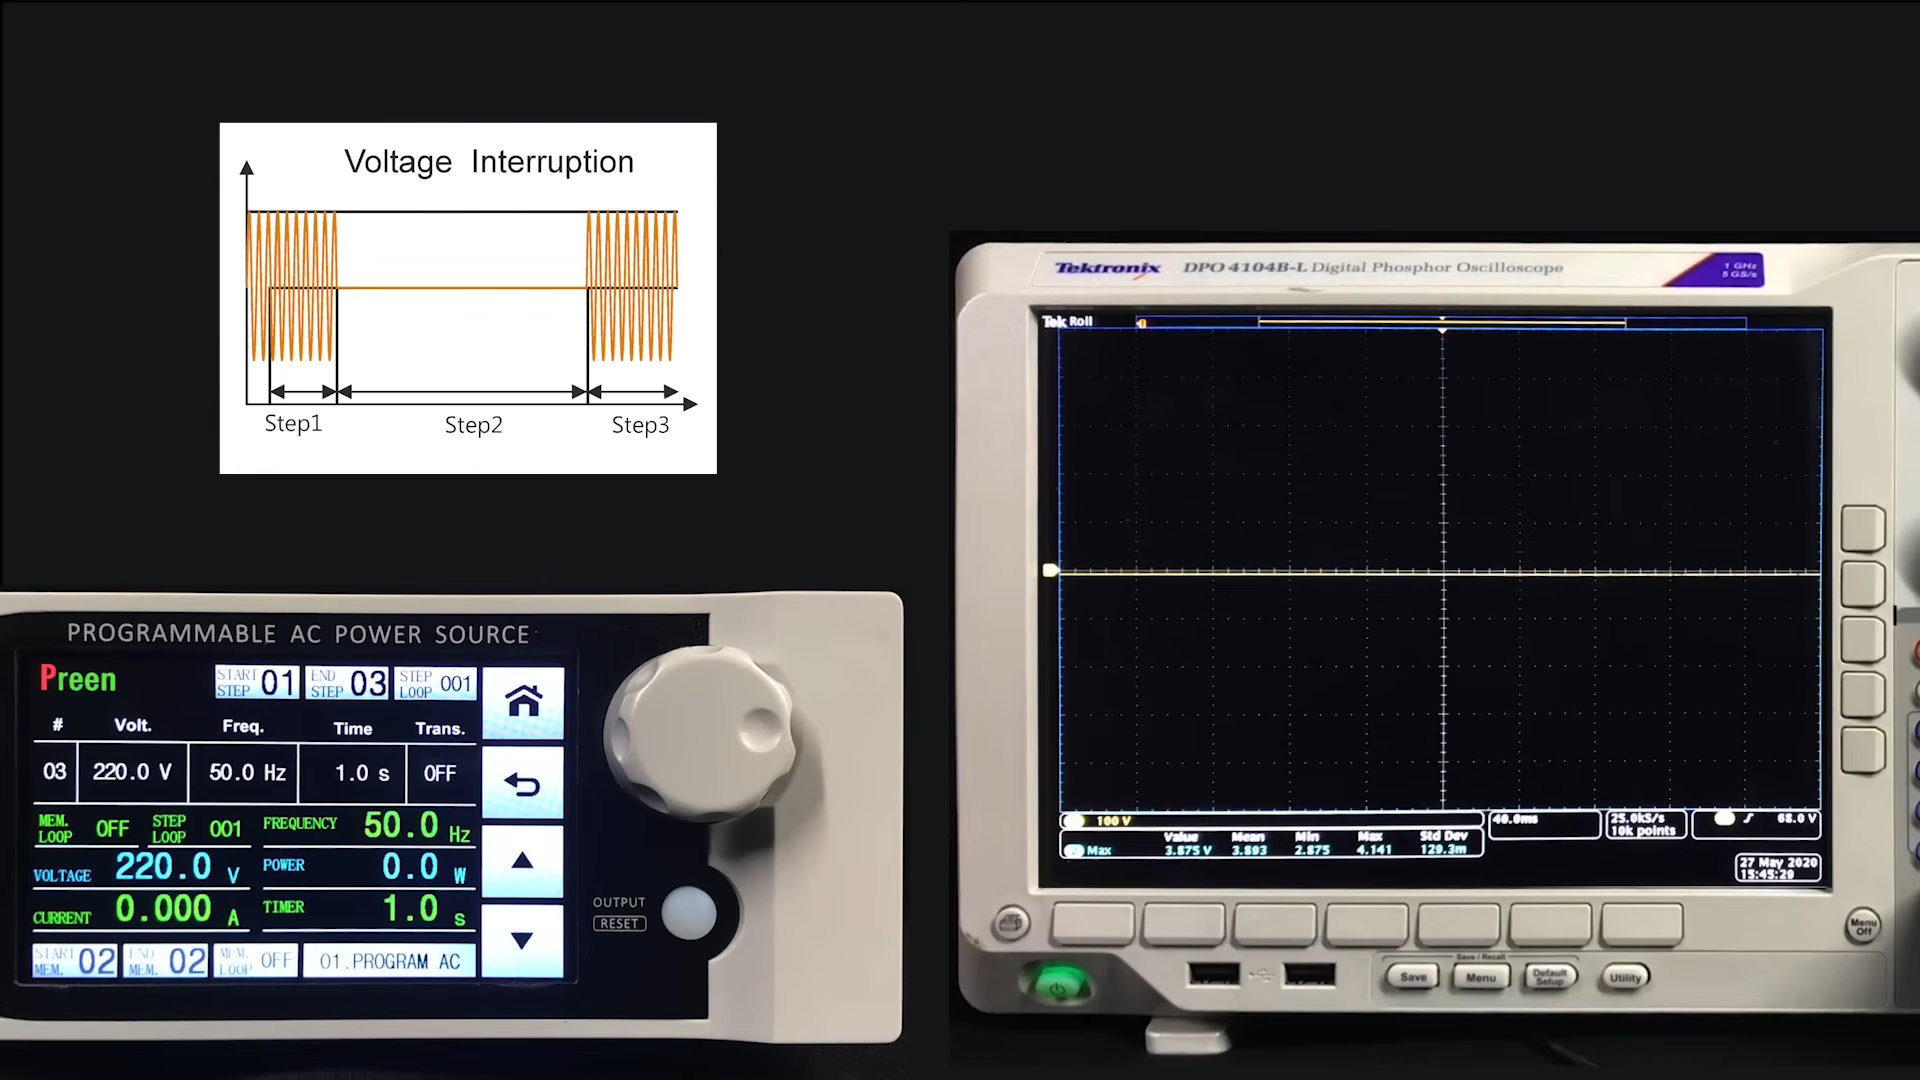 Voltage Interruption
Step1
Step2
Step3
PROGRAMMABLE AC POWER SOURCE
Preen
START STEP 01
END STEP 03
STEP LOOP 001
# Volt. Freq. Time Trans.
03 220.0 V 50.0 Hz 1.0 s OFF
MEM. LOOP OFF STEP LOOP 001 FREQUENCY 50.0 Hz
VOLTAGE 220.0 V POWER 0.0 W
CURRENT 0.000 A TIMER 1.0 s
START MEM. 02 END MEM. 02 MEM. LOOP OFF 01.PROGRAM AC
OUTPUT
RESET
Tektronix DPO 4104B-L Digital Phosphor Oscilloscope
1 GHz
5 GS/s
Tek Roll
100 V
Value Mean Min Max Std Dev
Max 3.875 V 3.893 2.875 4.141 129.3m
40.0ms
25.0kS/s
10k points
68.0 V
27 May 2020
15:45:29
Menu Off
Save / Recall
Save
Menu
Default Setup
Utility